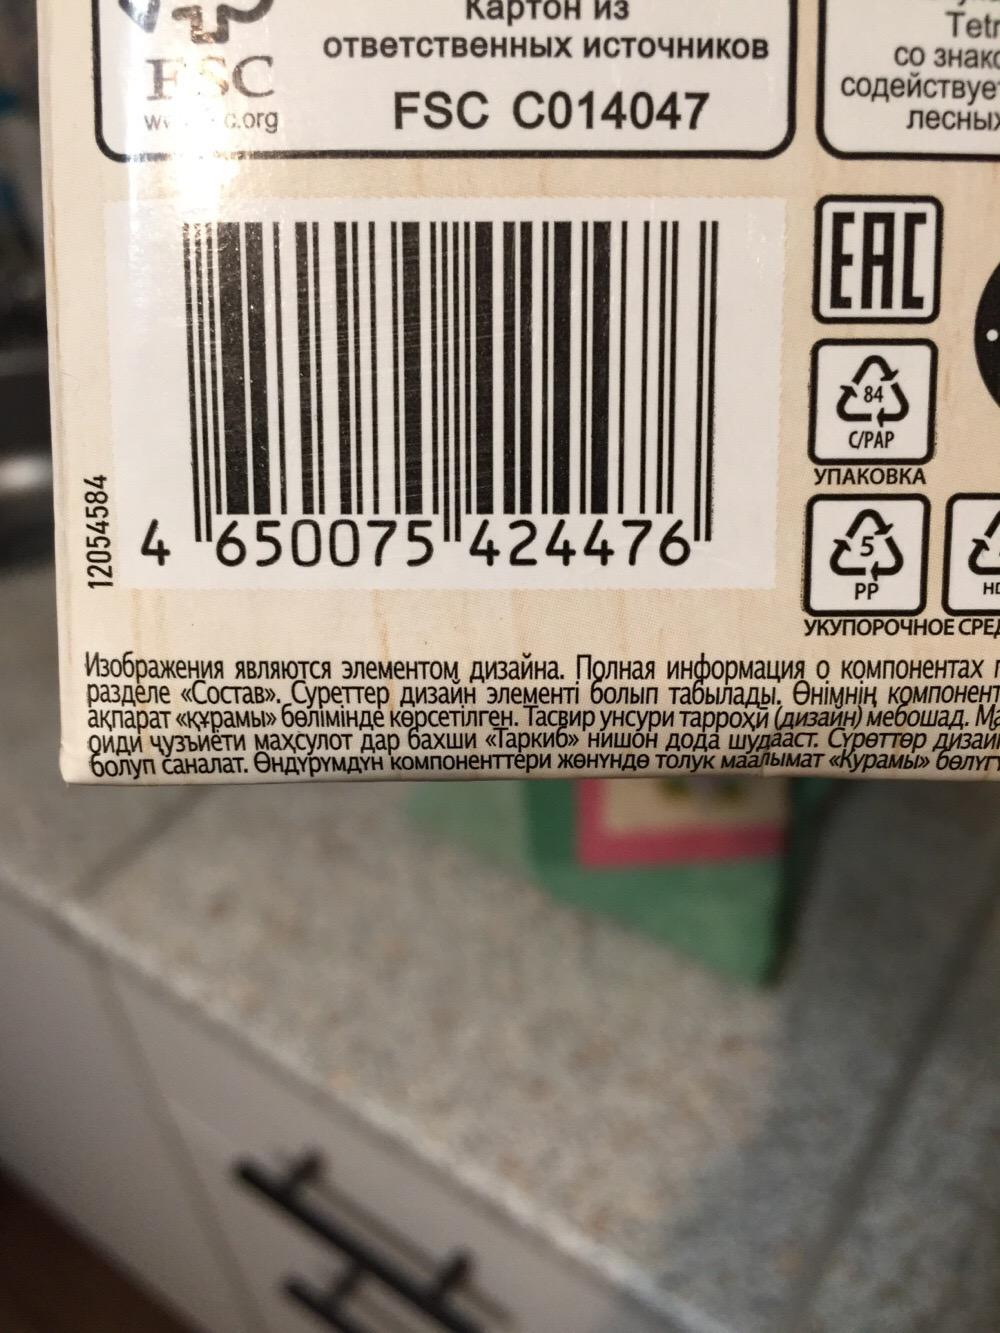 Картон из
ответственных источников
FSC
FSC C014047
Tetr
со знако
содействуе
лесных
EAC
84
C/PAP
УПАКОВКА
12054584
4 650075 424476
5
PP
УКУПОРОЧНОЕ СРЕД
Изображения являются элементом дизайна. Полная информация о компонентах
разделе «Состав». Суреттер дизайн элементі болып табылады. Өнімнің компонент
ақпарат «құрамы» бөлімінде көрсетілген. Тасвир унсури тарроҳӣ (дизайн) мебошад.
оиди ҷузъиёти маҳсулот дар бахши «Таркиб» нишон дода шудааст. Сүрөттөр дизай
болуп саналат. Өндүрүмдүн компоненттери жөнүндө толук маалымат «Курамы» бөлүг